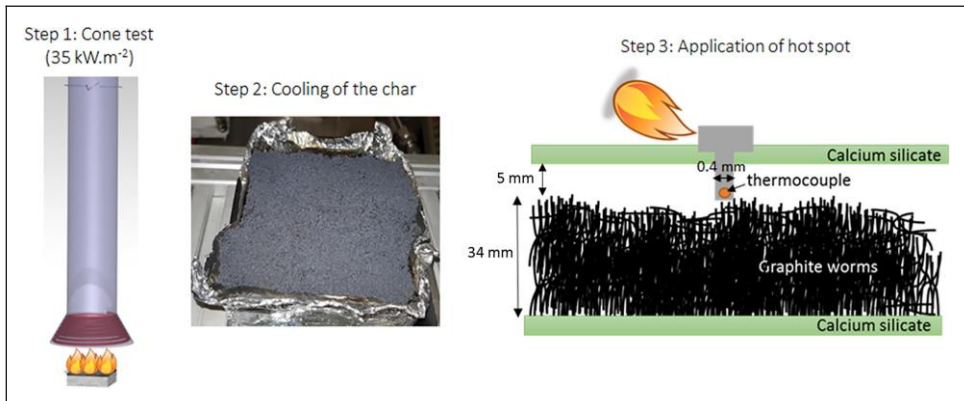 Step 1: Cone test
(35 kW.m-2)
Step 2: Cooling of the char
Step 3: Application of hot spot
Calcium silicate
0.4 mm
5 mm
thermocouple
34 mm
Graphite worms
Calcium silicate